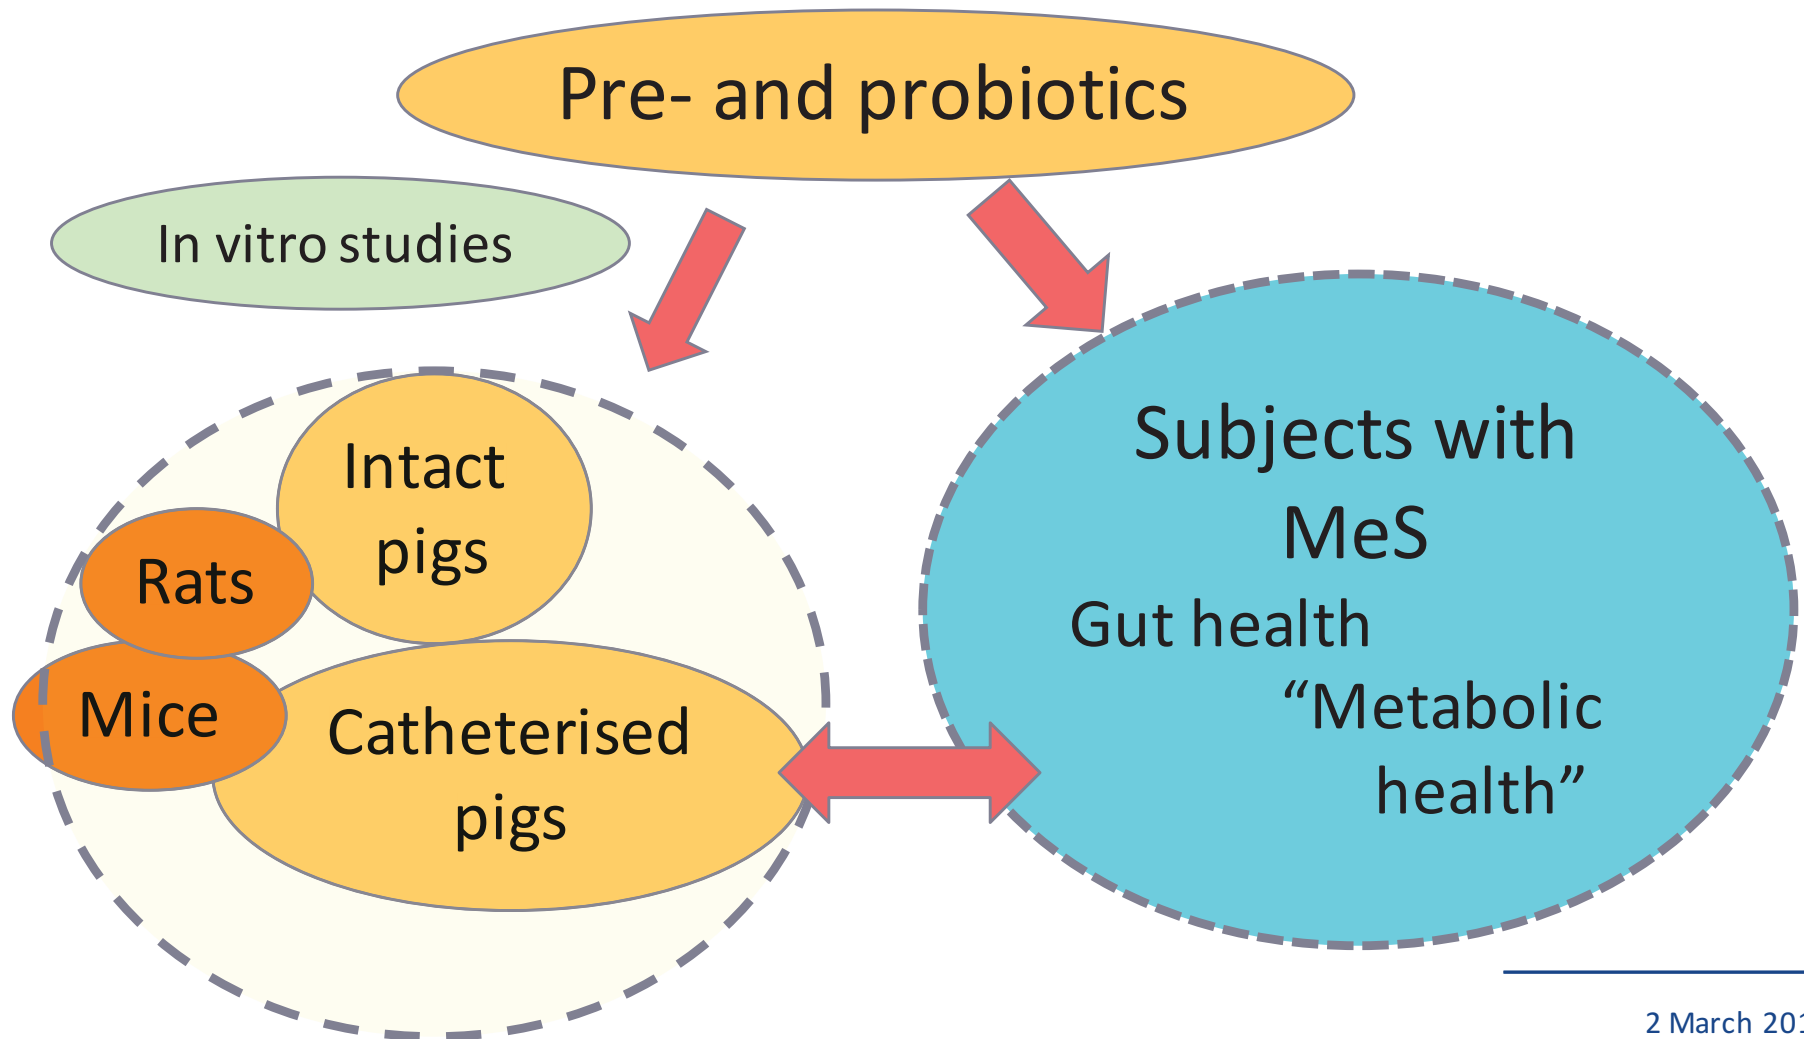 Pre- and probiotics
In vitro studies
Intact
pigs
Rats
Mice
Catheterised
pigs
Subjects with
MeS
Gut health
“Metabolic
health”
2 March 201